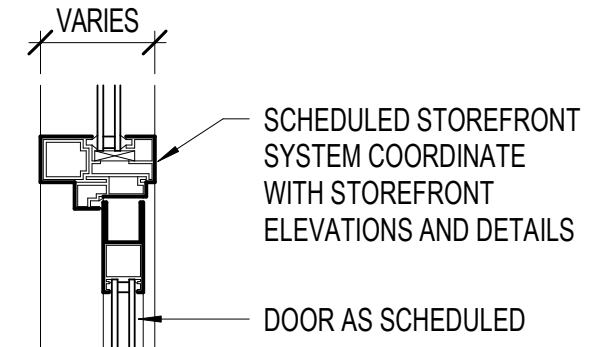 VARIES
SCHEDULED STOREFRONT
SYSTEM COORDINATE
WITH STOREFRONT
ELEVATIONS AND DETAILS
DOOR AS SCHEDULED